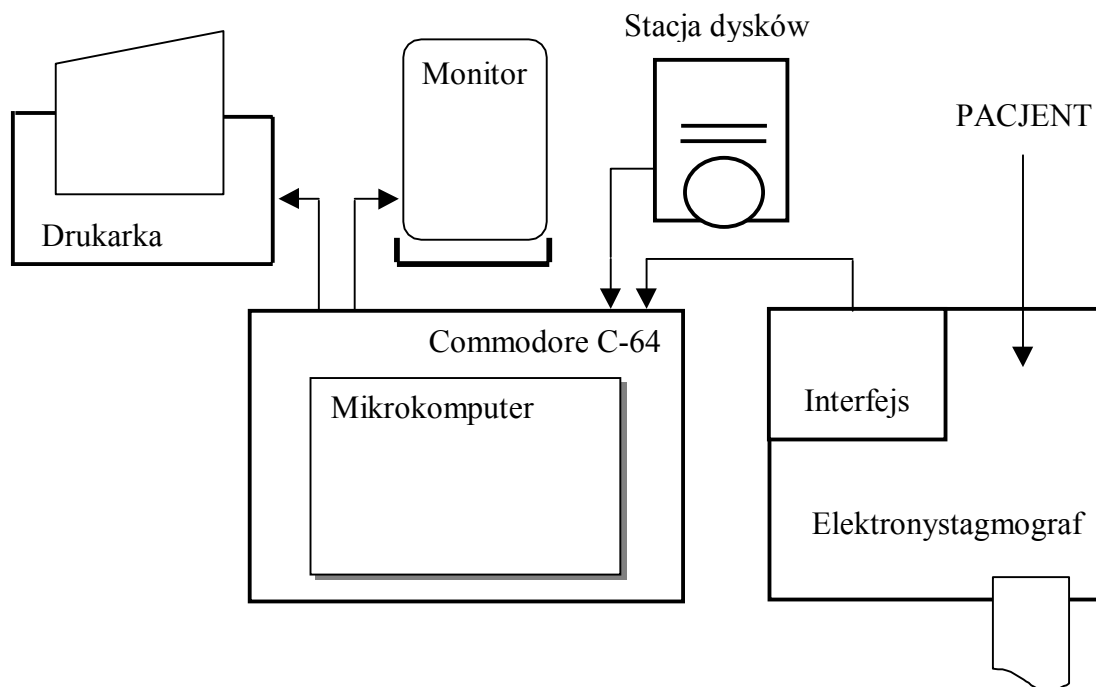 Stacja dysków
Monitor
PACJENT
Drukarka
Commodore C-64
Mikrokomputer
Interfejs
Elektronystagmograf